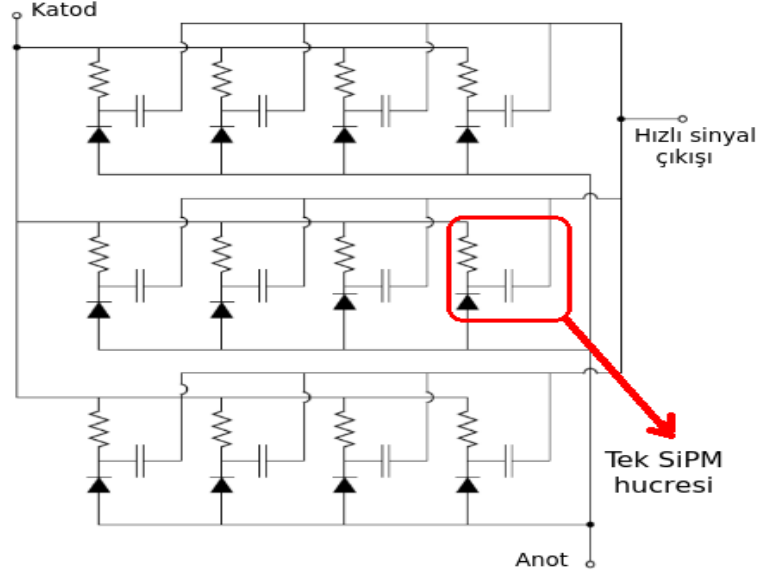 Katod
Hızlı sinyal
çıkışı
Tek SiPM
hucresi
Anot